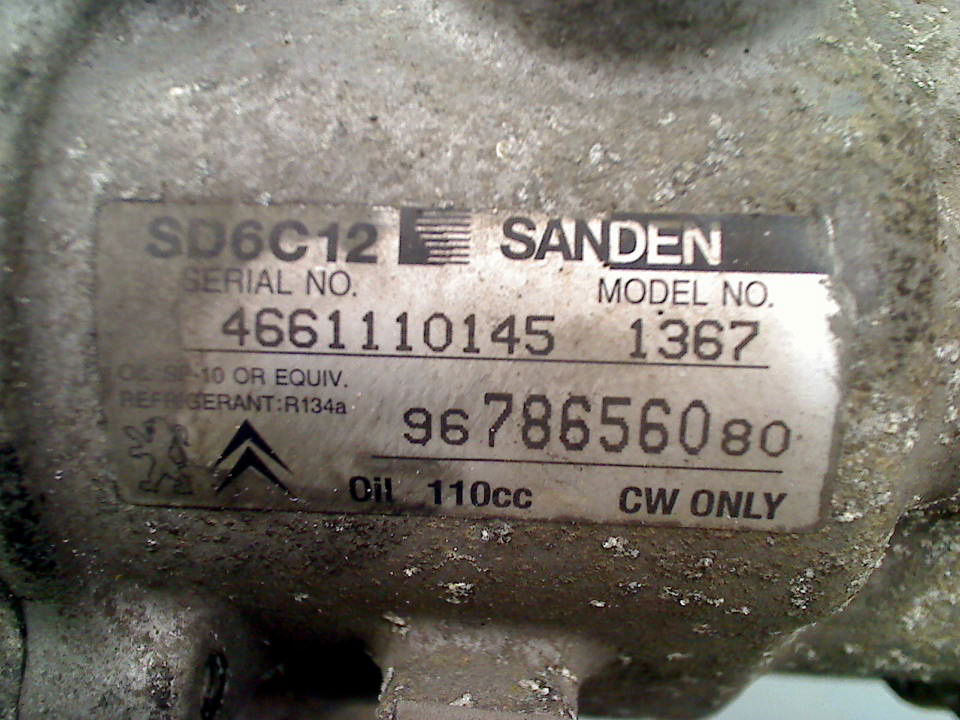 SD6C12 SANDEN
SERIAL NO. MODEL NO.
4661110145 1367
OIL:SP-10 OR EQUIV.
REFRIGERANT:R134a
9678656080
Oil 110cc CW ONLY